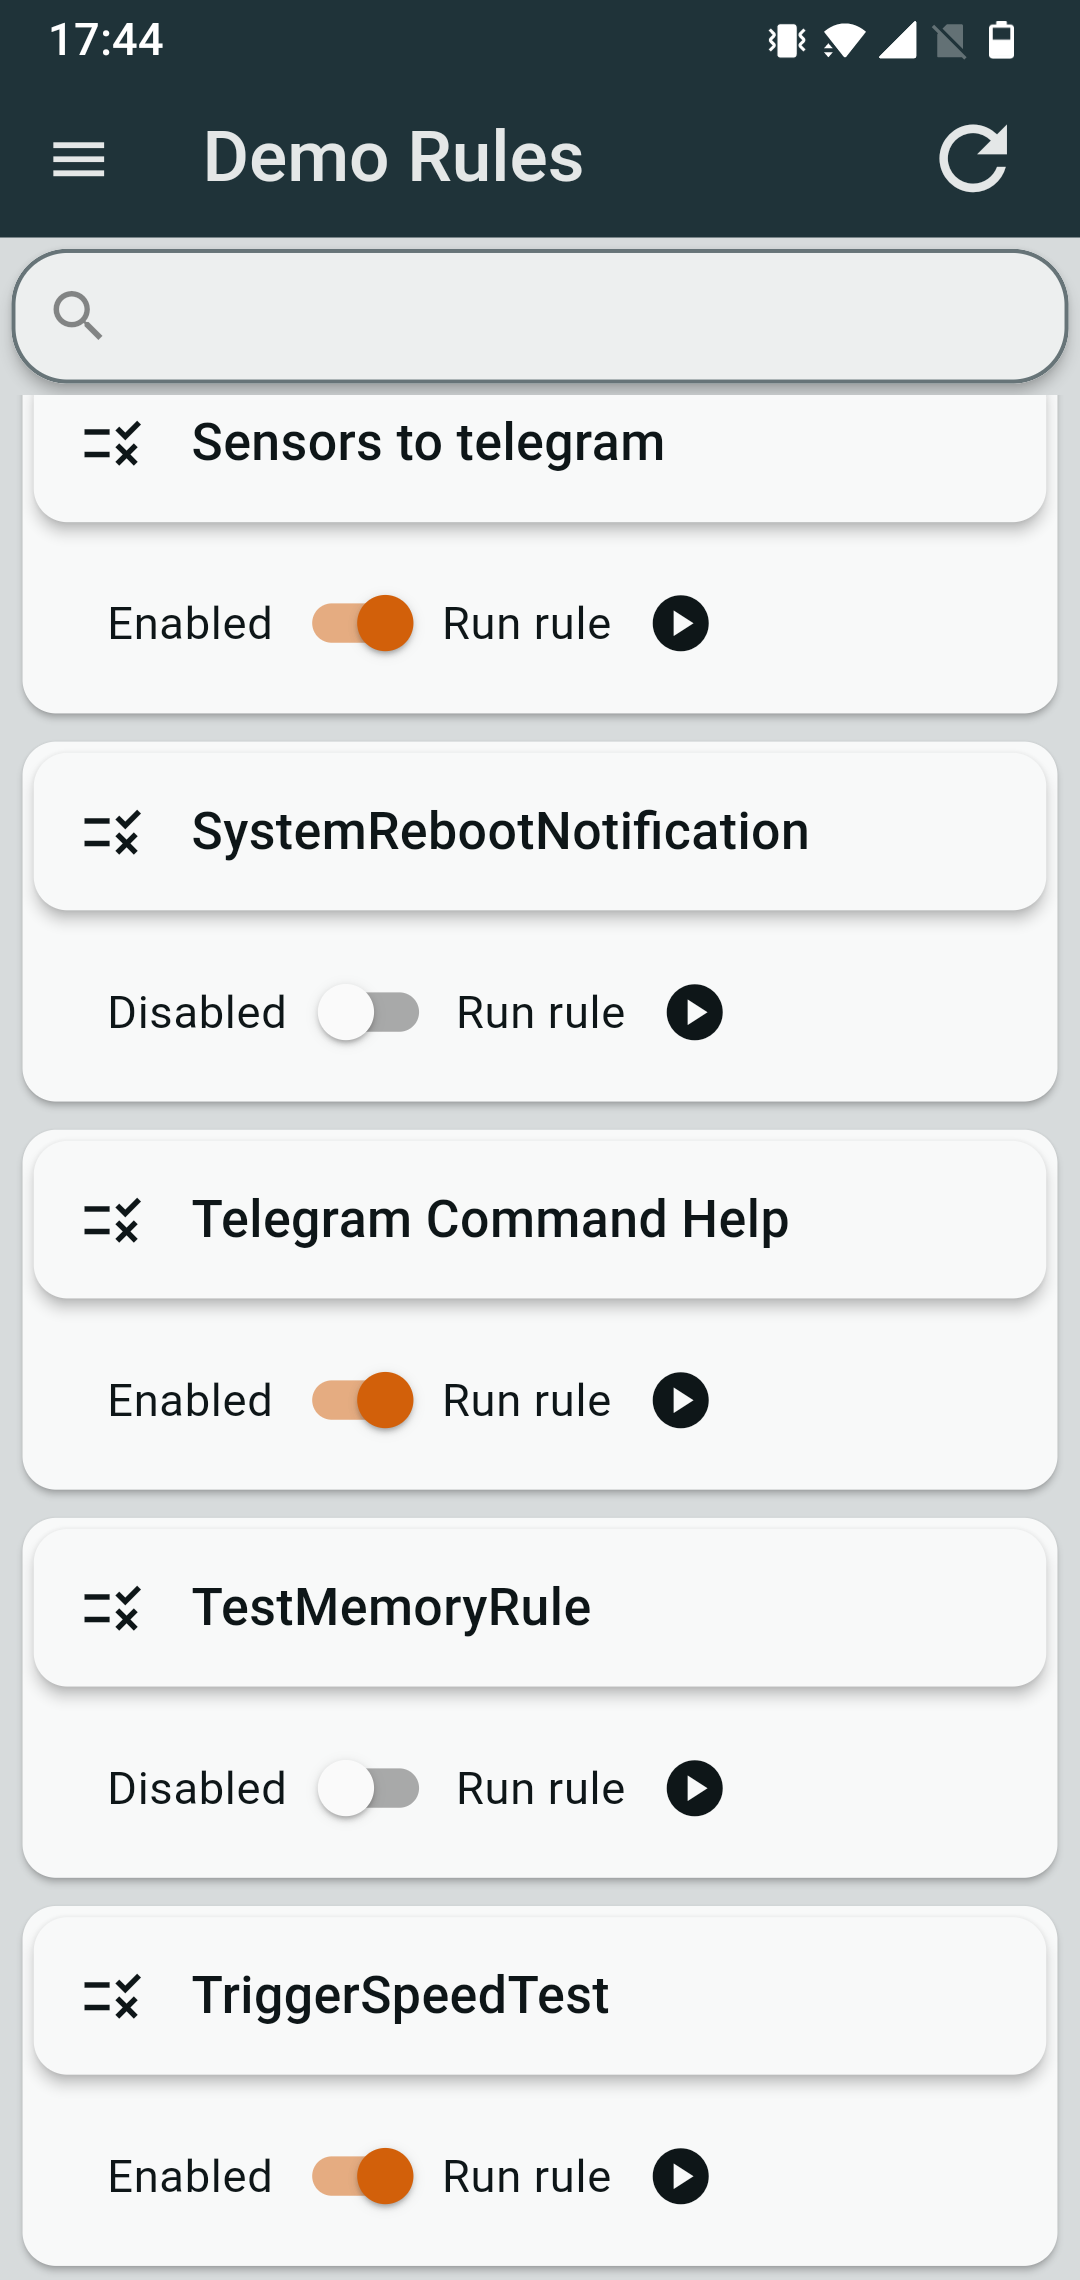 17:44
Demo Rules
Sensors to telegram
Enabled Run rule
SystemRebootNotification
Disabled Run rule
Telegram Command Help
Enabled Run rule
TestMemoryRule
Disabled Run rule
TriggerSpeedTest
Enabled Run rule